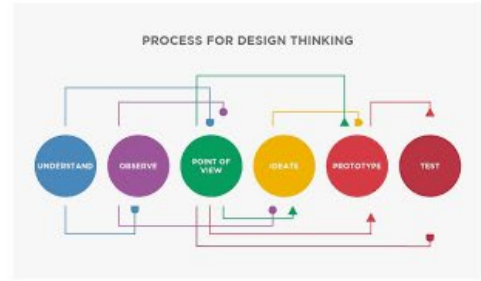 PROCESS FOR DESIGN THINKING
UNDERSTAND
OBSERVE
POINT OF
VIEW
IDEATE
PROTOTYPE
TEST